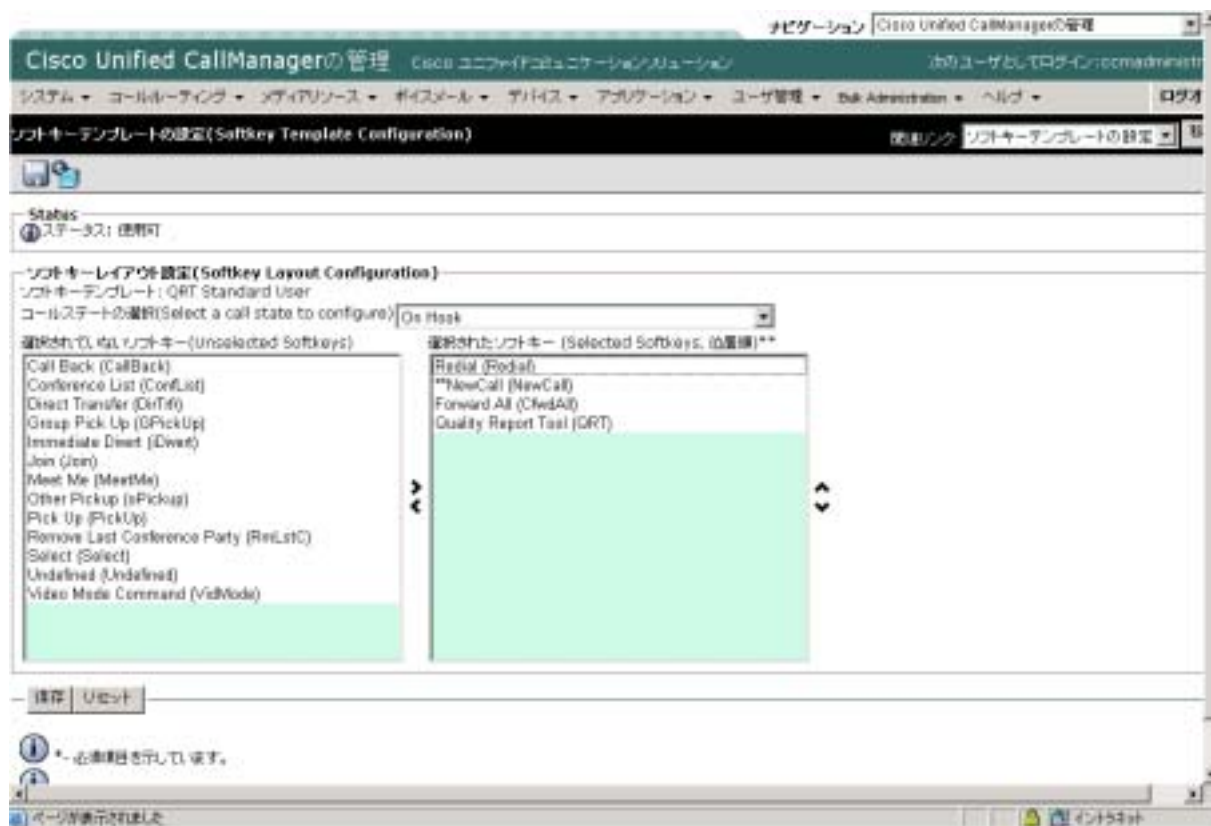 ナビゲーション Cisco Unified CallManagerの管理
Cisco Unified CallManagerの管理 Cisco ユニファイドコミュニケーションソリューション 次のユーザとしてログイン:ccmadministr
システム コールルーティング メディアリソース ボイスメール デバイス アプリケーション ユーザ管理 Bulk Administration ヘルプ ログオ
ソフトキーテンプレートの設定(Softkey Template Configuration) 関連リンク ソフトキーテンプレートの設定
Status
ステータス: 使用可
ソフトキーレイアウト設定(Softkey Layout Configuration)
ソフトキーテンプレート: QRT Standard User
コールステートの選択(Select a call state to configure) On Hook
選択されていないソフトキー(Unselected Softkeys) 選択されたソフトキー (Selected Softkeys, 位置順)**
Call Back (CallBack)
Conference List (ConfList)
Direct Transfer (DirTrfr)
Group Pick Up (GPickUp)
Immediate Divert (iDivert)
Join (Join)
Meet Me (MeetMe)
Other Pickup (oPickup)
Pick Up (PickUp)
Remove Last Conference Party (RmLstC)
Select (Select)
Undefined (Undefined)
Video Mode Command (VidMode)
Redial (Redial)
**NewCall (NewCall)
Forward All (CfwdAll)
Quality Report Tool (QRT)
保存 リセット
*- 必須項目を示しています。
ページが表示されました イントラネット